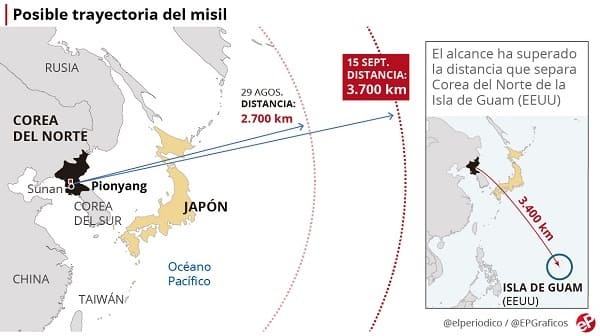 Posible trayectoria del misil
RUSIA
COREA
DEL NORTE
Sunan
Pionyang
COREA
DEL SUR
JAPÓN
CHINA
TAIWÁN
Océano
Pacífico
29 AGOS.
DISTANCIA:
2.700 km
15 SEPT.
DISTANCIA:
3.700 km
El alcance ha superado
la distancia que separa
Corea del Norte de la
Isla de Guam (EEUU)
3.400 km
ISLA DE GUAM
(EEUU)
@elperiodico / @EPGraficos
eP